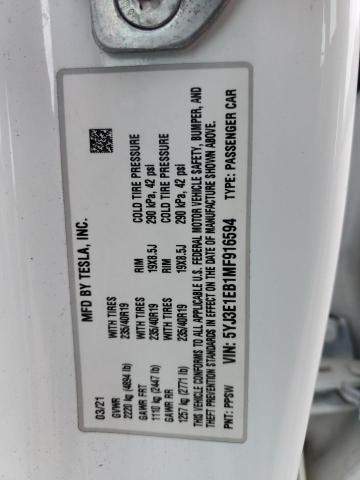 MFD BY TESLA, INC.
03/21
GVWR
2220 kg (4894 lb)
GAWR FRT WITH TIRES RIM COLD TIRE PRESSURE
1110 kg (2447 lb) 235/40R19 19X8.5J 290 kPa, 42 psi
GAWR RR WITH TIRES RIM COLD TIRE PRESSURE
1257 kg (2771 lb) 235/40R19 19X8.5J 290 kPa, 42 psi
THIS VEHICLE CONFORMS TO ALL APPLICABLE U.S. FEDERAL MOTOR VEHICLE SAFETY, BUMPER, AND
THEFT PREVENTION STANDARDS IN EFFECT ON THE DATE OF MANUFACTURE SHOWN ABOVE.
VIN: 5YJ3E1EB1MF916594 TYPE: PASSENGER CAR
PNT: PPSW